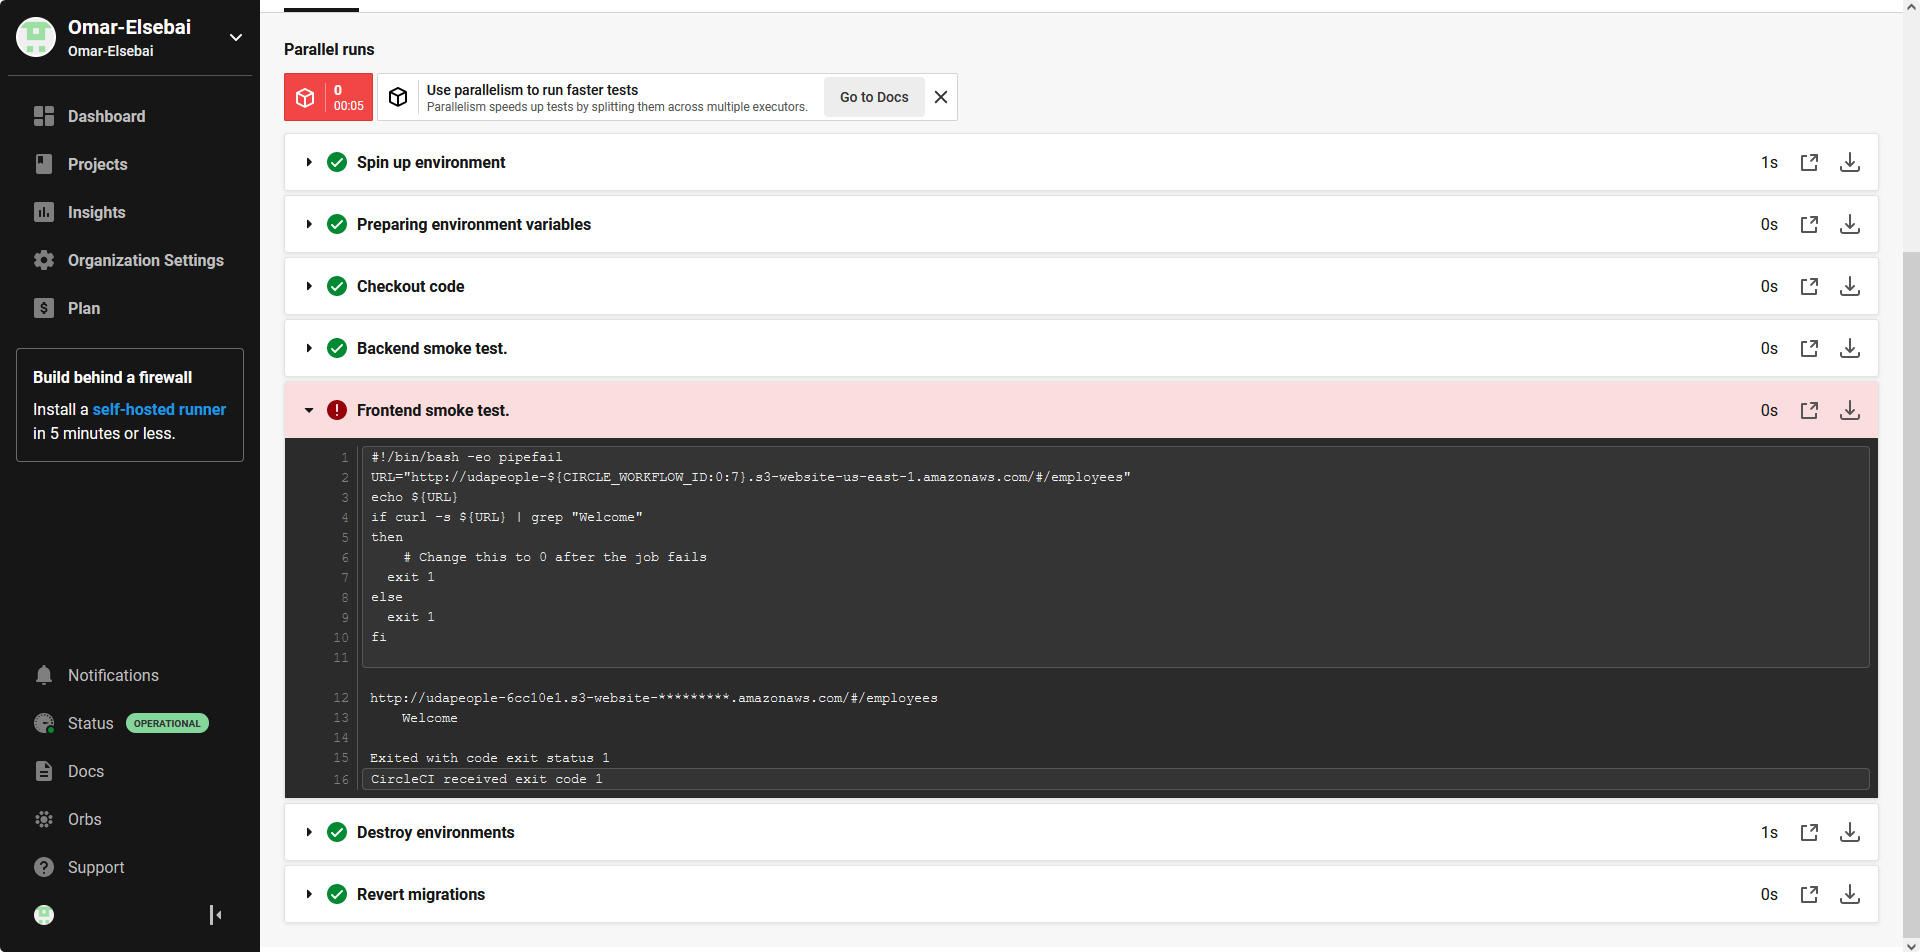 Omar-Elsebai
Omar-Elsebai
Dashboard
Projects
Insights
Organization Settings
Plan
Build behind a firewall
Install a self-hosted runner
in 5 minutes or less.
Notifications
Status OPERATIONAL
Docs
Orbs
Support
Parallel runs
0
00:05
Use parallelism to run faster tests
Parallelism speeds up tests by splitting them across multiple executors.
Go to Docs
Spin up environment 1s
Preparing environment variables 0s
Checkout code 0s
Backend smoke test. 0s
Frontend smoke test. 0s
1 #!/bin/bash -eo pipefail
2 URL="http://udapeople-${CIRCLE_WORKFLOW_ID:0:7}.s3-website-us-east-1.amazonaws.com/#/employees"
3 echo ${URL}
4 if curl -s ${URL} | grep "Welcome"
5 then
6 # Change this to 0 after the job fails
7 exit 1
8 else
9 exit 1
10 fi
11
12 http://udapeople-6cc10e1.s3-website-*********.amazonaws.com/#/employees
13 Welcome
14
15 Exited with code exit status 1
16 CircleCI received exit code 1
Destroy environments 1s
Revert migrations 0s